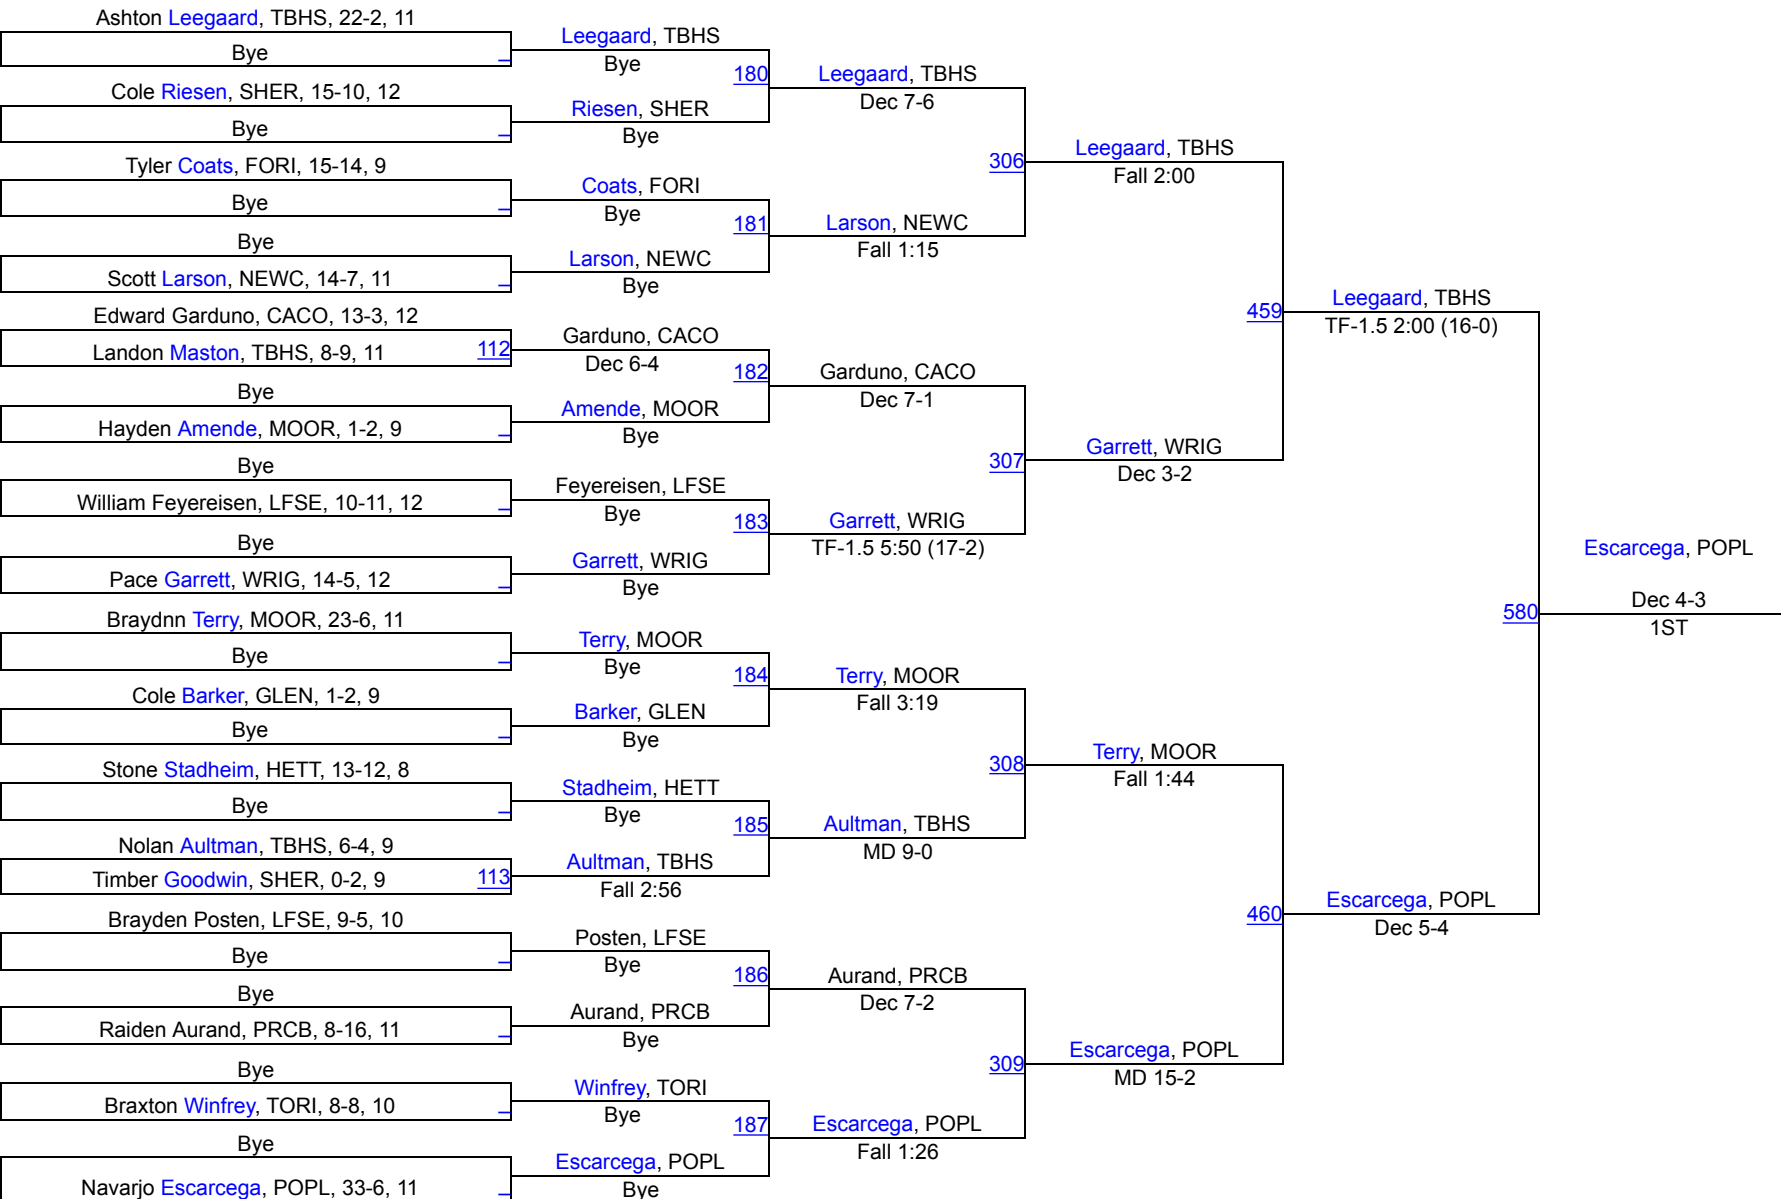 Ashton Leegaard, TBHS, 22-2, 11
Bye
Cole Riesen, SHER, 15-10, 12
Bye
Tyler Coats, FORI, 15-14, 9
Bye
Bye
Scott Larson, NEWC, 14-7, 11
Edward Garduno, CACO, 13-3, 12
Landon Maston, TBHS, 8-9, 11
112
Bye
Hayden Amende, MOOR, 1-2, 9
Bye
William Feyereisen, LFSE, 10-11, 12
Bye
Pace Garrett, WRIG, 14-5, 12
Braydnn Terry, MOOR, 23-6, 11
Bye
Cole Barker, GLEN, 1-2, 9
Bye
Stone Stadheim, HETT, 13-12, 8
Bye
Nolan Aultman, TBHS, 6-4, 9
Timber Goodwin, SHER, 0-2, 9
113
Brayden Posten, LFSE, 9-5, 10
Bye
Bye
Raiden Aurand, PRCB, 8-16, 11
Bye
Braxton Winfrey, TORI, 8-8, 10
Bye
Navarjo Escarcega, POPL, 33-6, 11
Leegaard, TBHS
Bye
180
Riesen, SHER
Bye
Coats, FORI
Bye
181
Larson, NEWC
Bye
Garduno, CACO
Dec 6-4
182
Amende, MOOR
Bye
Feyereisen, LFSE
Bye
183
Garrett, WRIG
Bye
Terry, MOOR
Bye
184
Barker, GLEN
Bye
Stadheim, HETT
Bye
185
Aultman, TBHS
Fall 2:56
Posten, LFSE
Bye
186
Aurand, PRCB
Bye
Winfrey, TORI
Bye
187
Escarcega, POPL
Bye
Leegaard, TBHS
Dec 7-6
306
Larson, NEWC
Fall 1:15
Garduno, CACO
Dec 7-1
307
Garrett, WRIG
TF-1.5 5:50 (17-2)
Terry, MOOR
Fall 3:19
308
Aultman, TBHS
MD 9-0
Aurand, PRCB
Dec 7-2
309
Escarcega, POPL
Fall 1:26
Leegaard, TBHS
Fall 2:00
459
Garrett, WRIG
Dec 3-2
Terry, MOOR
Fall 1:44
460
Escarcega, POPL
MD 15-2
Leegaard, TBHS
TF-1.5 2:00 (16-0)
580
Escarcega, POPL
Dec 5-4
Escarcega, POPL
Dec 4-3
1ST